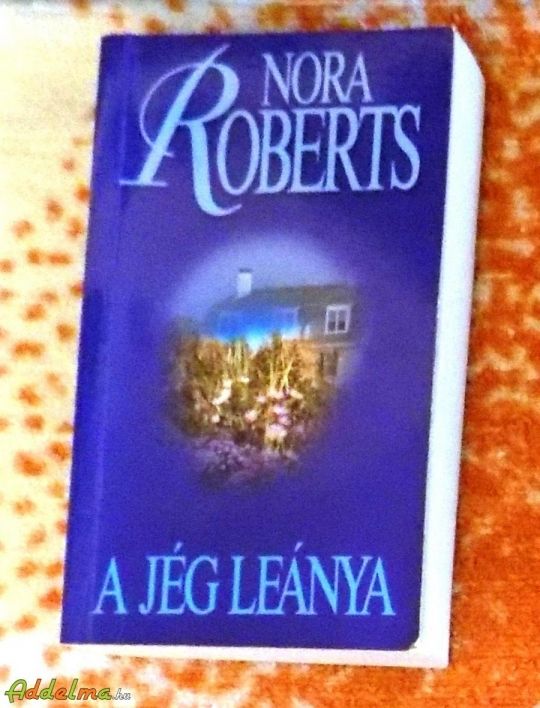 NORA
ROBERTS
A JÉG LEÁNYA
Addelma.hu